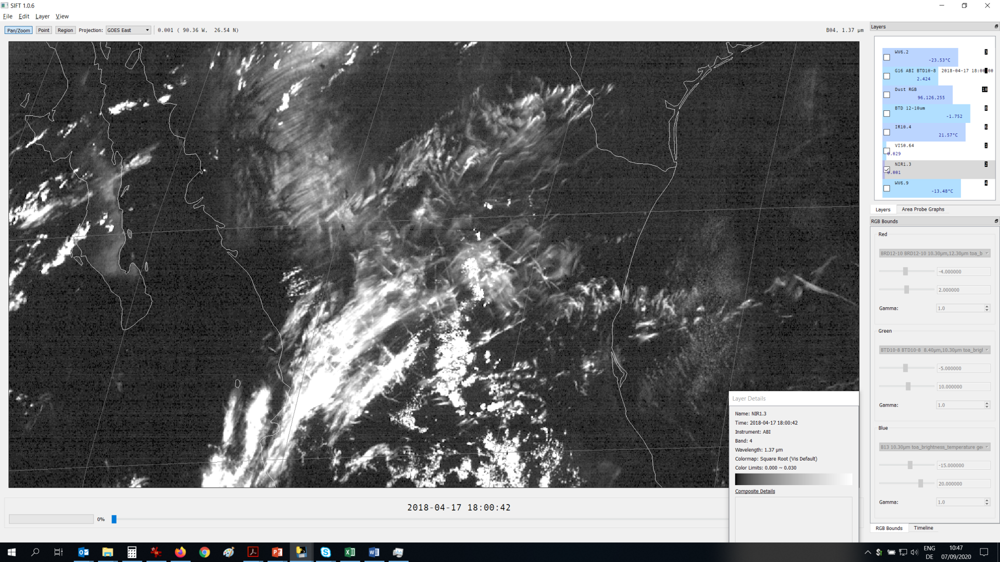 SIFT 1.0.6
File Edit Layer View
Pan/Zoom Point Region Projection: GOES East 0.001 ( 90.36 W, 26.54 N) B04, 1.37 µm
Layers
WV6.2 3
-23.53°C
G16 ABI BTD10-8 2018-04-17 18:00:00
2.424
Dust RGB 10
96,126,255
BTD 12-10um 8
-1.752
IR10.4 6
21.57°C
VIS0.64 1
0.029
NIR1.3 2
0.001
WV6.9 4
-13.48°C
Layers Area Probe Graphs
RGB Bounds
Red
BRD12-10 BRD12-10 10.30µm,12.30µm toa_b
-4.000000
2.000000
Gamma: 1.0
Green
BTD10-8 BTD10-8 8.40µm,10.30µm toa_brigl
-5.000000
10.000000
Gamma: 1.0
Blue
B13 10.30µm toa_brightness_temperature ge
-15.000000
20.000000
Gamma: 1.0
RGB Bounds Timeline
Layer Details
Name: NIR1.3
Time: 2018-04-17 18:00:42
Instrument: ABI
Band: 4
Wavelength: 1.37 µm
Colormap: Square Root (Vis Default)
Color Limits: 0.000 ~ 0.030
Composite Details
2018-04-17 18:00:42
0%
ENG
DE
10:47
07/09/2020